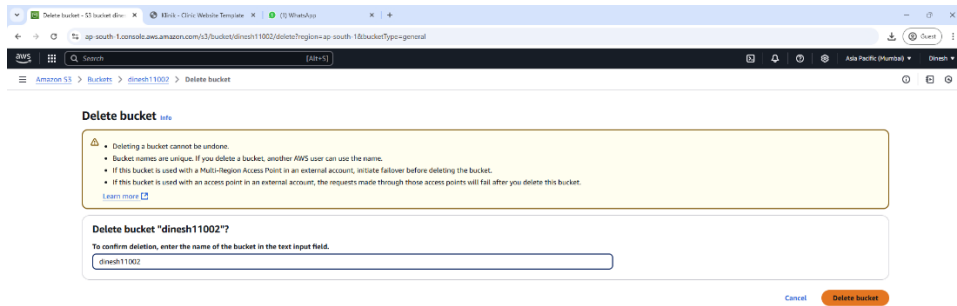 Delete bucket - S3 bucket dine
Klinik - Clinic Website Template
(1) WhatsApp
ap-south-1.console.aws.amazon.com/s3/bucket/dinesh11002/delete?region=ap-south-1&bucketType=general
Guest
aws
Search
[Alt+S]
Asia Pacific (Mumbai)
Dinesh
Amazon S3 > Buckets > dinesh11002 > Delete bucket
Delete bucket Info
• Deleting a bucket cannot be undone.
• Bucket names are unique. If you delete a bucket, another AWS user can use the name.
• If this bucket is used with a Multi-Region Access Point in an external account, initiate failover before deleting the bucket.
• If this bucket is used with an access point in an external account, the requests made through those access points will fail after you delete this bucket.
Learn more
Delete bucket "dinesh11002"?
To confirm deletion, enter the name of the bucket in the text input field.
dinesh11002
Cancel
Delete bucket